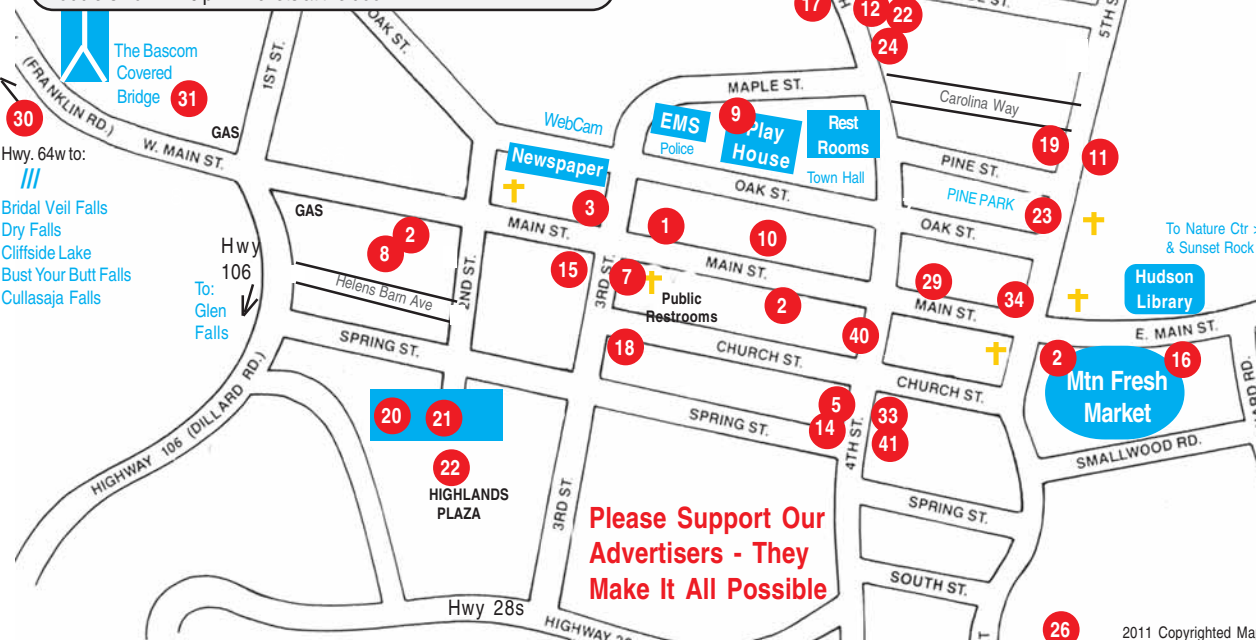 OAK ST.
17
12
22
24
5TH S
The Bascom
Covered
Bridge
31
1ST ST.
(FRANKLIN RD.)
30
GAS
W. MAIN ST.
Hwy. 64w to:
Bridal Veil Falls
Dry Falls
Cliffside Lake
Bust Your Butt Falls
Cullasaja Falls
MAPLE ST.
Carolina Way
WebCam
EMS
Police
9
Play
House
Rest
Rooms
Town Hall
Newspaper
3
19
11
PINE ST.
PINE PARK
23
OAK ST.
OAK ST.
To Nature Ctr
& Sunset Rock
Hudson
Library
GAS
2
8
Hwy
106
To:
Glen
Falls
Helens Barn Ave
2ND ST.
MAIN ST.
15
3RD ST.
1
10
MAIN ST.
7
Public
Restrooms
2
29
34
MAIN ST.
E. MAIN ST.
SPRING ST.
18
CHURCH ST.
40
CHURCH ST.
2
16
Mtn Fresh
Market
SMALLWOOD RD.
ARD RD.
20
21
22
HIGHLANDS
PLAZA
HIGHWAY 106 (DILLARD RD.)
SPRING ST.
5
14
4TH ST.
33
41
3RD ST.
SPRING ST.
SOUTH ST.
Please Support Our
Advertisers - They
Make It All Possible
Hwy 28s
HIGHWAY
26
2011 Copyrighted Ma